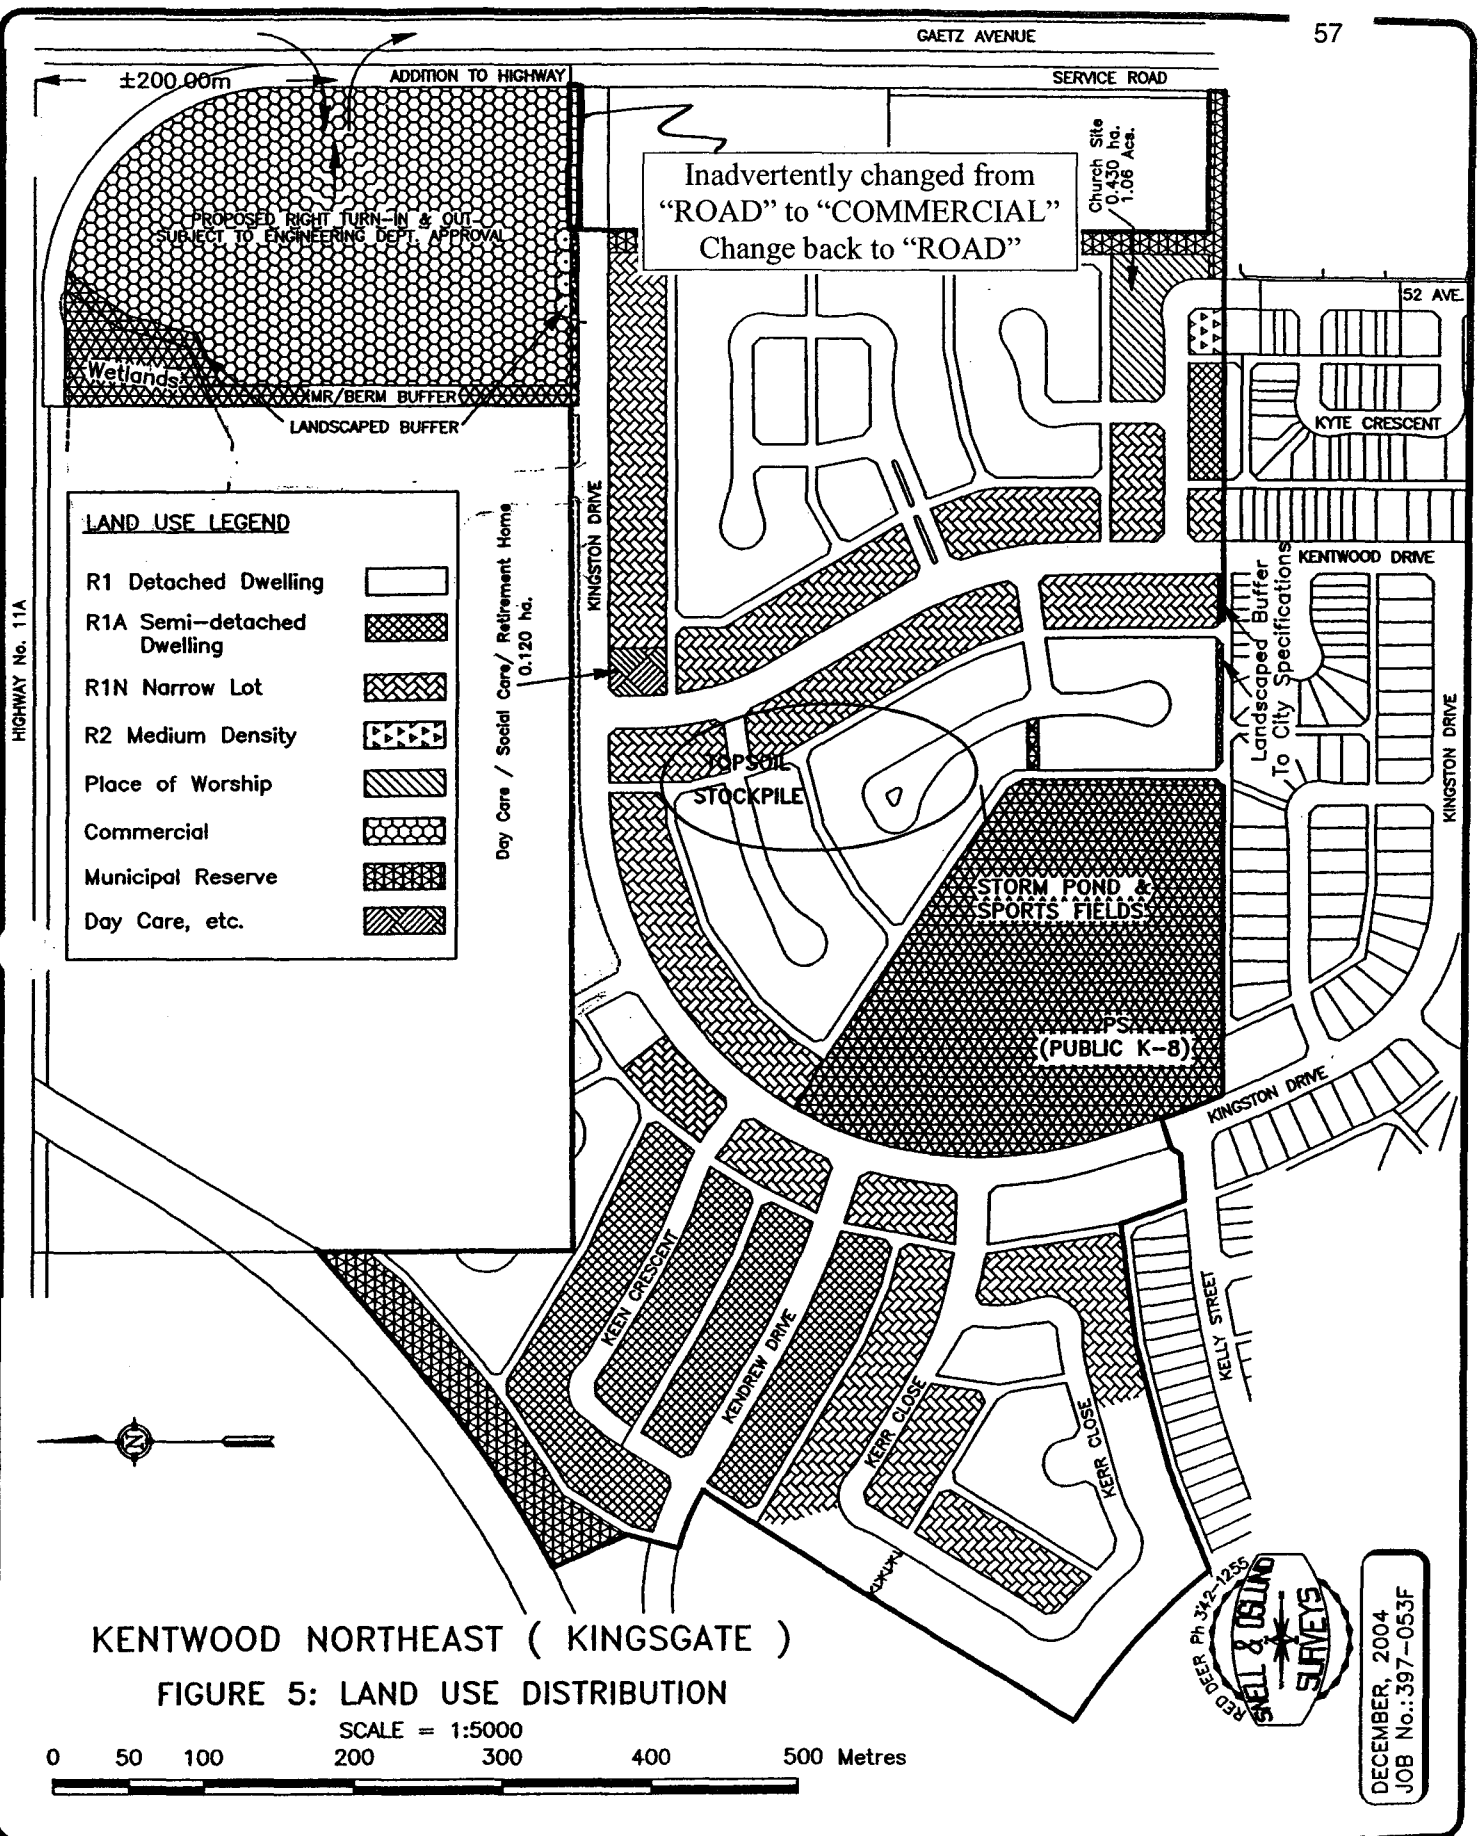 57
GAETZ AVENUE
±200.00m
ADDITION TO HIGHWAY
SERVICE ROAD
Church Site
0.430 ha.
1.06 Acs.
Inadvertently changed from
“ROAD” to “COMMERCIAL”
Change back to “ROAD”
PROPOSED RIGHT TURN-IN & OUT
SUBJECT TO ENGINEERING DEPT. APPROVAL
52 AVE.
Wetlands
MR/BERM BUFFER
LANDSCAPED BUFFER
KYTE CRESCENT
KINGSTON DRIVE
KENTWOOD DRIVE
Landscaped Buffer
To City Specifications
Day Care / Social Care/ Retirement Home
0.120 ha.
HIGHWAY No. 11A
LAND USE LEGEND
R1 Detached Dwelling
R1A Semi-detached
Dwelling
R1N Narrow Lot
R2 Medium Density
Place of Worship
Commercial
Municipal Reserve
Day Care, etc.
KINGSTON DRIVE
TOPSOIL
STOCKPILE
STORM POND &
SPORTS FIELDS
PS
(PUBLIC K-8)
KINGSTON DRIVE
KEEN CRESCENT
KENDREW DRIVE
KERR CLOSE
KERR CLOSE
KELLY STREET
N
RED DEER Ph 342-1255
SNELL & OSLUND
SURVEYS
DECEMBER, 2004
JOB No.: 397-053F
KENTWOOD NORTHEAST ( KINGSGATE )
FIGURE 5: LAND USE DISTRIBUTION
SCALE = 1:5000
0 50 100 200 300 400 500 Metres